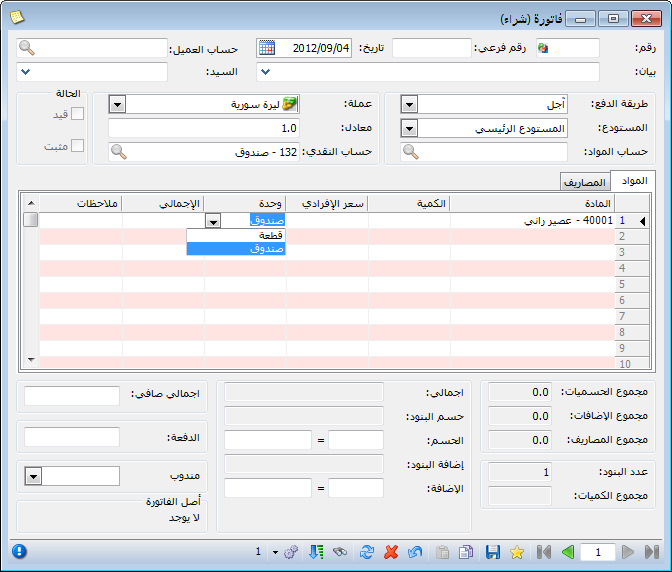 فاتورة (شراء)
رقم: رقم فرعي: تاريخ: 2012/09/04 حساب العميل:
بيان: السيد:
طريقة الدفع: آجل عملة: ليرة سورية الحالة
المستودع: المستودع الرئيسي معادل: 1.0 قيد
حساب المواد: حساب النقدي: 132 - صندوق مثبت
المواد المصاريف
المادة الكمية سعر الإفرادي وحدة الإجمالي ملاحظات
1 40001 - عصير راني صندوق
2 قطعة
3 صندوق
4
5
6
7
8
9
10
مجموع الحسميات: 0.0 اجمالي: اجمالي صافي:
مجموع الإضافات: 0.0 حسم البنود:
مجموع المصاريف: 0.0 الحسم: = الدفعة:
عدد البنود: 1 إضافة البنود: مندوب
مجموع الكميات: الإضافة: = أصل الفاتورة
لا يوجد
1 1